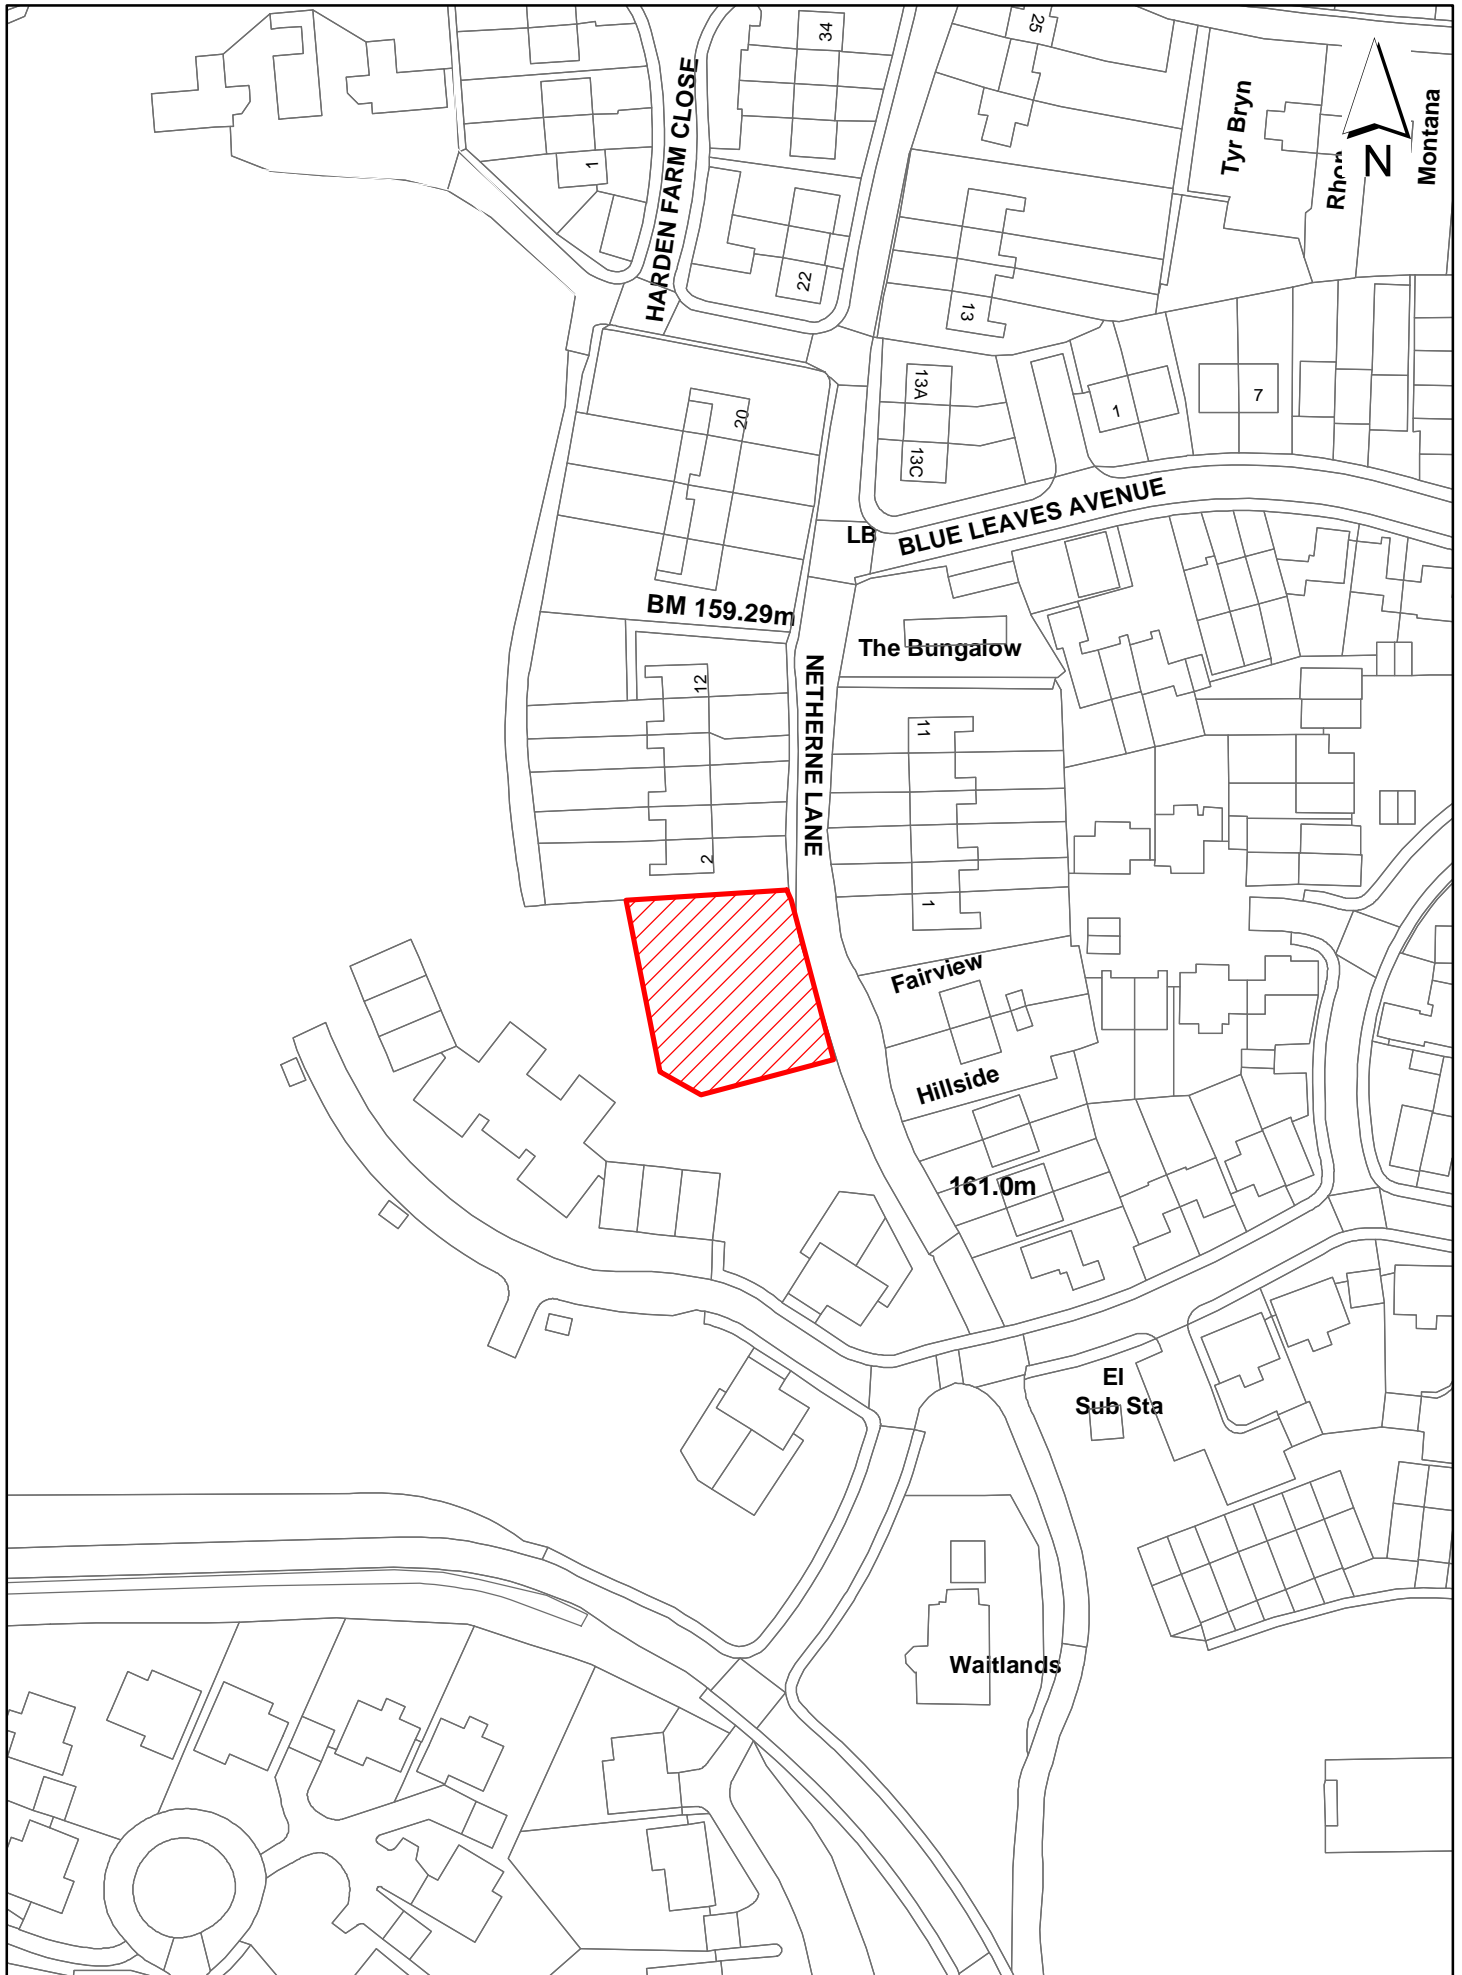 34
25
HARDEN FARM CLOSE
Tyr Bryn
Rhon
N
Montana
1
22
13
13A
13C
1
7
20
BLUE LEAVES AVENUE
LB
BM 159.29m
The Bungalow
NETHERNE LANE
12
11
2
1
Fairview
Hillside
161.0m
El
Sub Sta
Waitlands